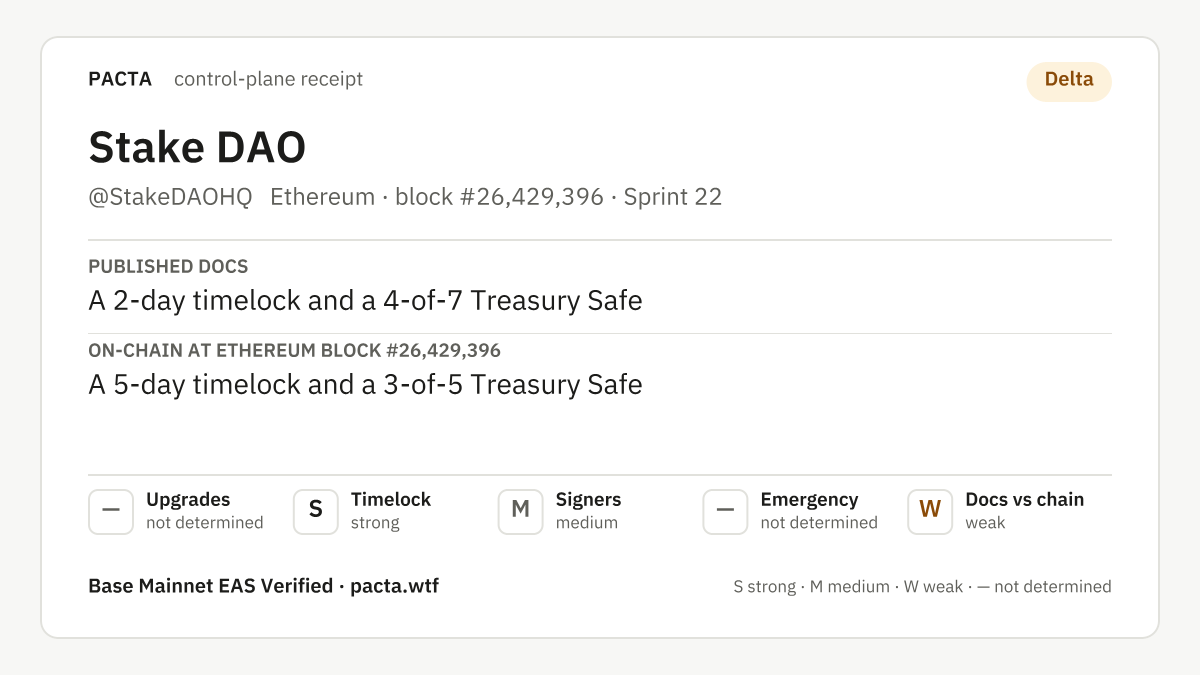 PACTA control-plane receipt
Delta
Stake DAO
@StakeDAOHQ Ethereum · block #26,429,396 · Sprint 22
PUBLISHED DOCS
A 2-day timelock and a 4-of-7 Treasury Safe
ON-CHAIN AT ETHEREUM BLOCK #26,429,396
A 5-day timelock and a 3-of-5 Treasury Safe
— Upgrades
not determined
S Timelock
strong
M Signers
medium
— Emergency
not determined
W Docs vs chain
weak
Base Mainnet EAS Verified · pacta.wtf
S strong · M medium · W weak · — not determined